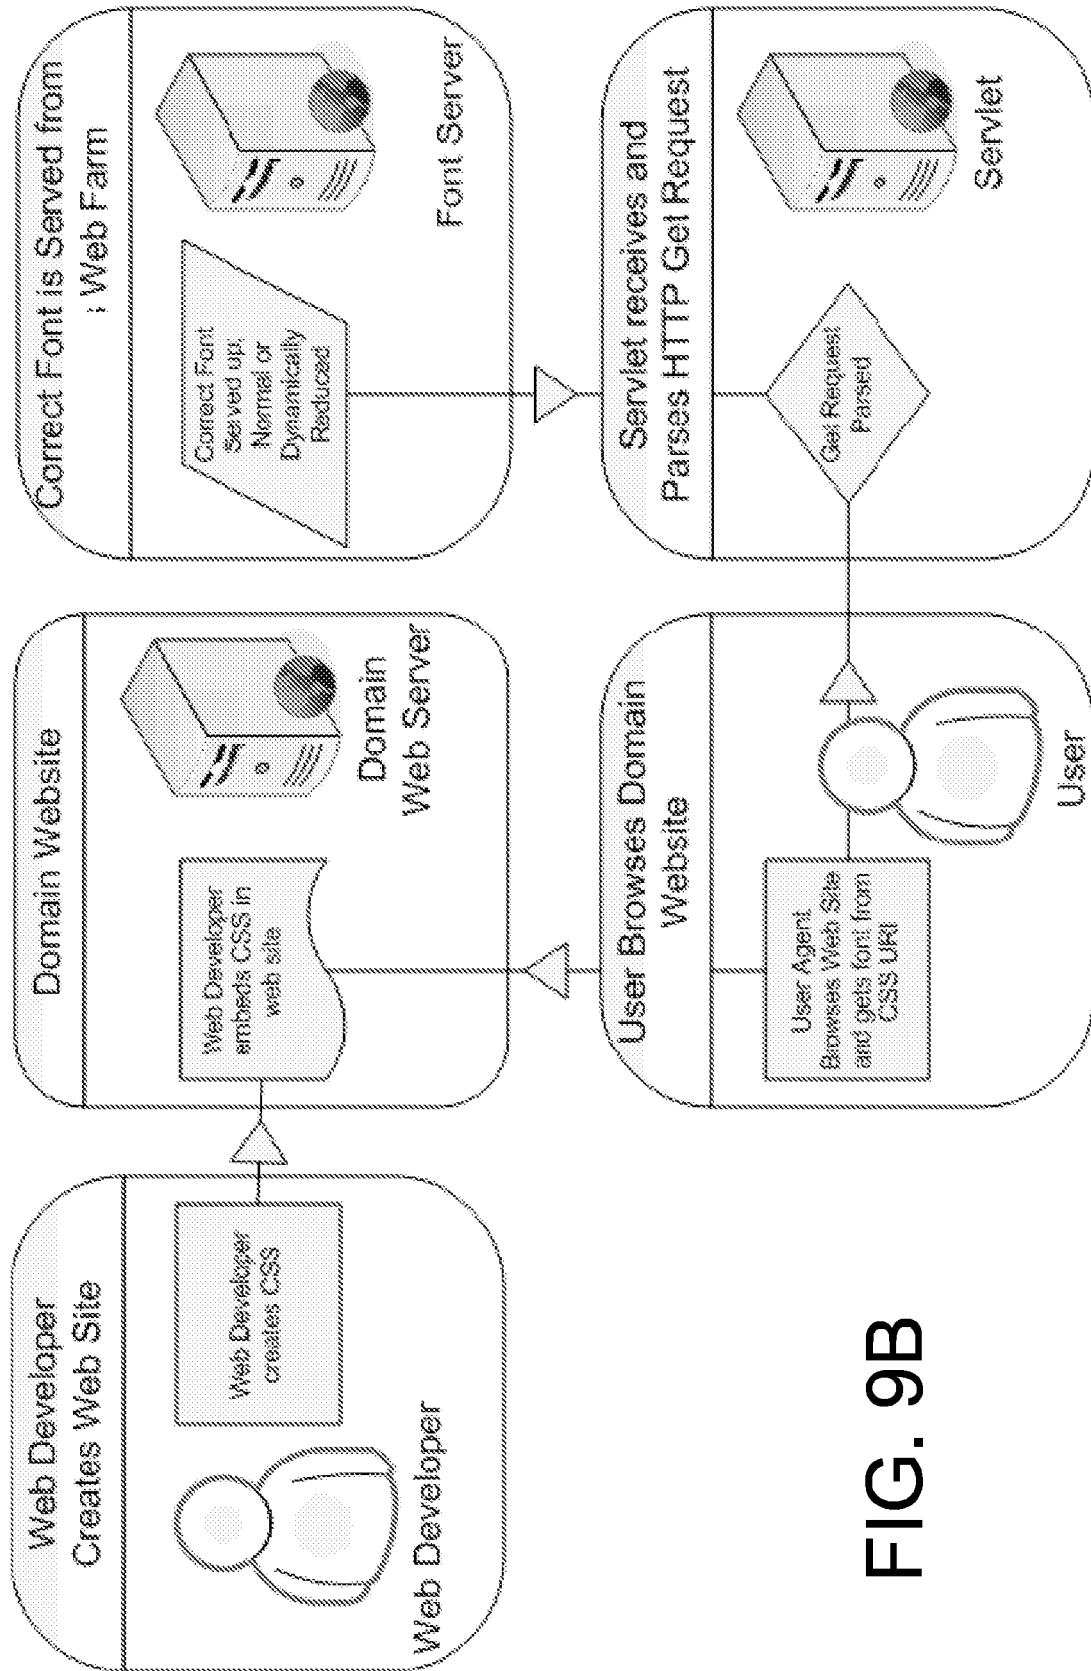 Web Developer
Creates Web Site
Web Developer
creates CSS
Web Developer
Domain Website
Web Developer
embeds CSS in
web site
Domain
Web Server
Correct Font is Served from
Web Farm
Correct Font
Served up.
Normal or
Dynamically
Reduced
Font Server
User Browses Domain
Website
User Agent
Browses Web Site
and gets font from
CSS URI
User
Servlet receives and
Parses HTTP Get Request
Get Request
Parsed
Servlet
FIG. 9B